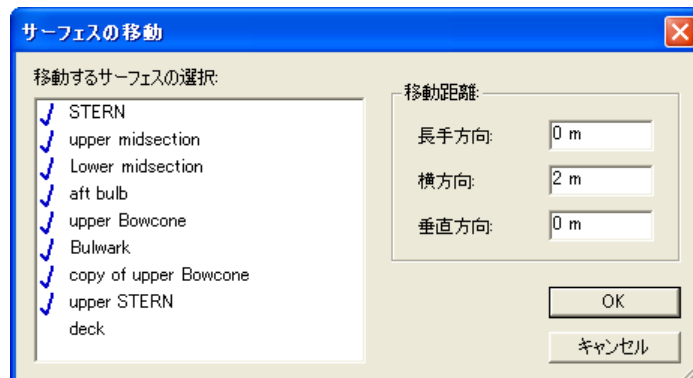 サーフェスの移動
移動するサーフェスの選択:
STERN
upper midsection
Lower midsection
aft bulb
upper Bowcone
Bulwark
copy of upper Bowcone
upper STERN
deck
移動距離:
長手方向:
0 m
横方向:
2 m
垂直方向:
0 m
OK
キャンセル